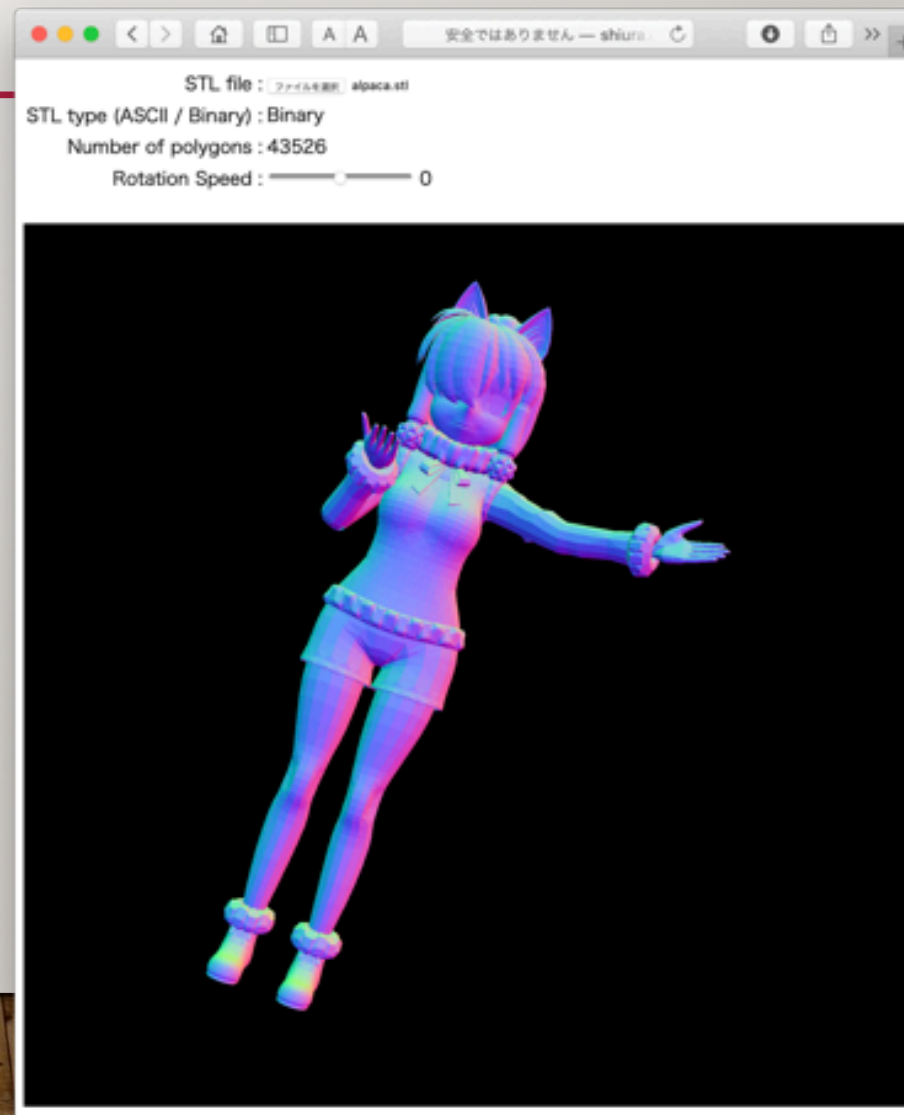 A A 安全ではありません — shiura
STL file : ファイルを選択 alpaca.stl
STL type (ASCII / Binary) : Binary
Number of polygons : 43526
Rotation Speed : 0